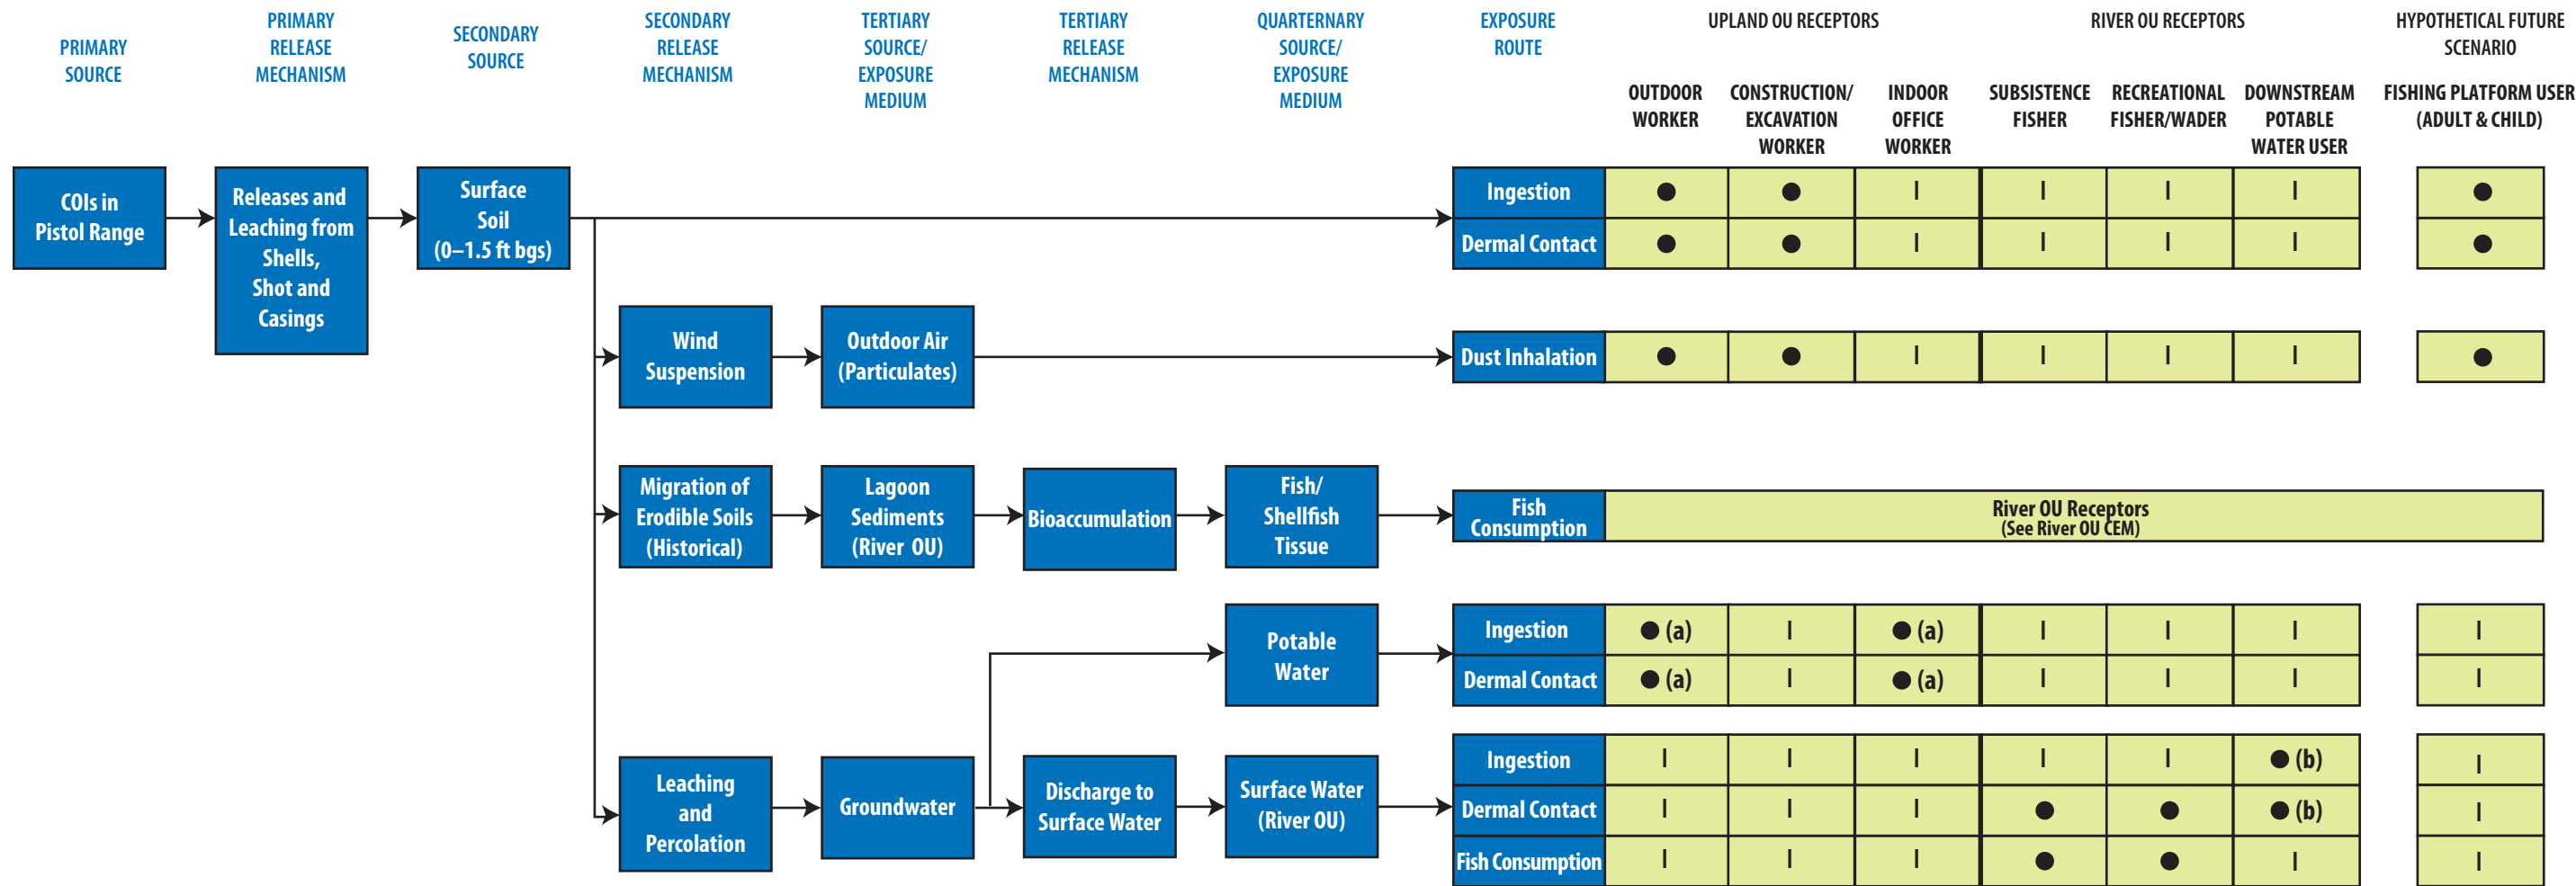 PRIMARY
SOURCE
PRIMARY
RELEASE
MECHANISM
SECONDARY
SOURCE
SECONDARY
RELEASE
MECHANISM
TERTIARY
SOURCE/
EXPOSURE
MEDIUM
TERTIARY
RELEASE
MECHANISM
QUARTERNARY
SOURCE/
EXPOSURE
MEDIUM
EXPOSURE
ROUTE
UPLAND OU RECEPTORS
RIVER OU RECEPTORS
HYPOTHETICAL FUTURE
SCENARIO
OUTDOOR
WORKER
CONSTRUCTION/
EXCAVATION
WORKER
INDOOR
OFFICE
WORKER
SUBSISTENCE
FISHER
RECREATIONAL
FISHER/WADER
DOWNSTREAM
POTABLE
WATER USER
FISHING PLATFORM USER
(ADULT & CHILD)
COIs in
Pistol Range
Releases and
Leaching from
Shells,
Shot and
Casings
Surface
Soil
(0–1.5 ft bgs)
Ingestion ● ● I I I I ●
Dermal Contact ● ● I I I I ●
Wind
Suspension
Outdoor Air
(Particulates)
Dust Inhalation ● ● I I I I ●
Migration of
Erodible Soils
(Historical)
Lagoon
Sediments
(River OU)
Bioaccumulation
Fish/
Shellfish
Tissue
Fish
Consumption
River OU Receptors
(See River OU CEM)
Potable
Water
Ingestion ● (a) I ● (a) I I I I
Dermal Contact ● (a) I ● (a) I I I I
Leaching
and
Percolation
Groundwater
Discharge to
Surface Water
Surface Water
(River OU)
Ingestion I I I I I ● (b) I
Dermal Contact I I I ● ● ● (b) I
Fish Consumption I I I ● ● I I